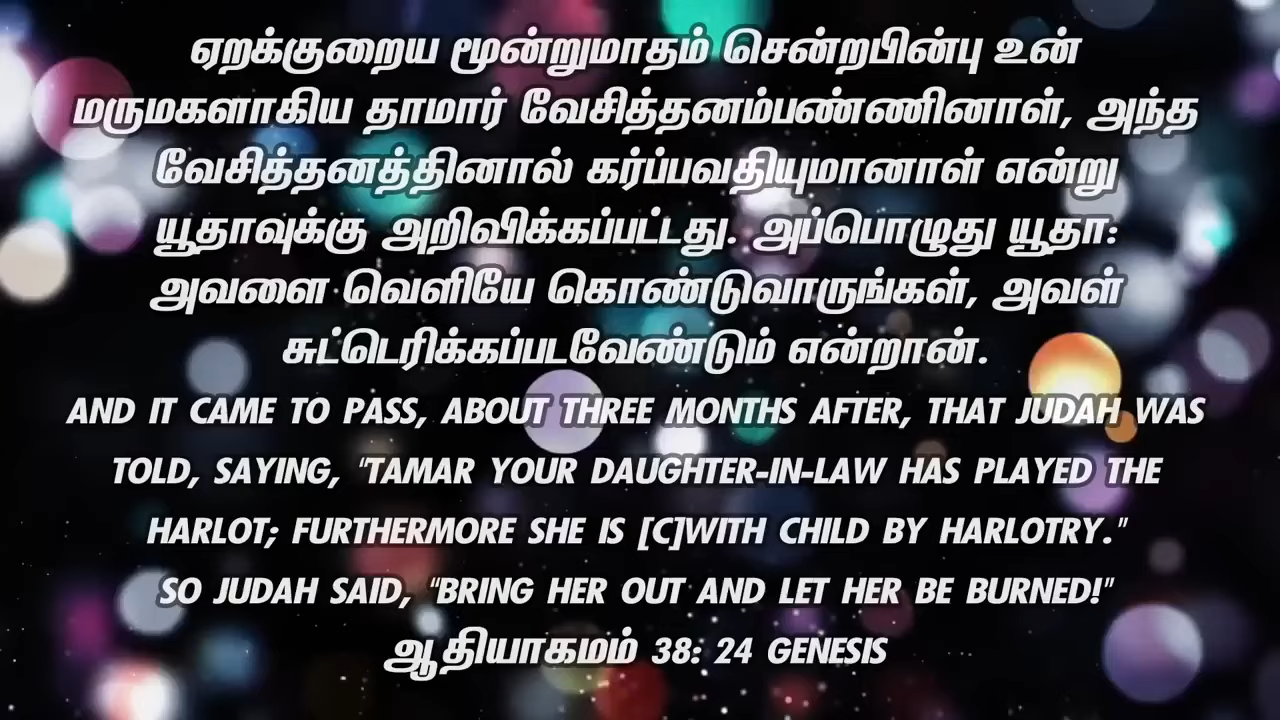 ஏறக்குறைய மூன்றுமாதம் சென்றபின்பு உன்
மருமகளாகிய தாமார் வேசித்தனம்பண்ணினாள், அந்த
வேசித்தனத்தினால் கர்ப்பவதியுமானாள் என்று
யூதாவுக்கு அறிவிக்கப்பட்டது. அப்பொழுது யூதா:
அவளை வெளியே கொண்டுவாருங்கள், அவள்
சுட்டெரிக்கப்படவேண்டும் என்றான்.
AND IT CAME TO PASS, ABOUT THREE MONTHS AFTER, THAT JUDAH WAS
TOLD, SAYING, "TAMAR YOUR DAUGHTER-IN-LAW HAS PLAYED THE
HARLOT; FURTHERMORE SHE IS [C]WITH CHILD BY HARLOTRY."
SO JUDAH SAID, "BRING HER OUT AND LET HER BE BURNED!"
ஆதியாகமம் 38: 24 GENESIS